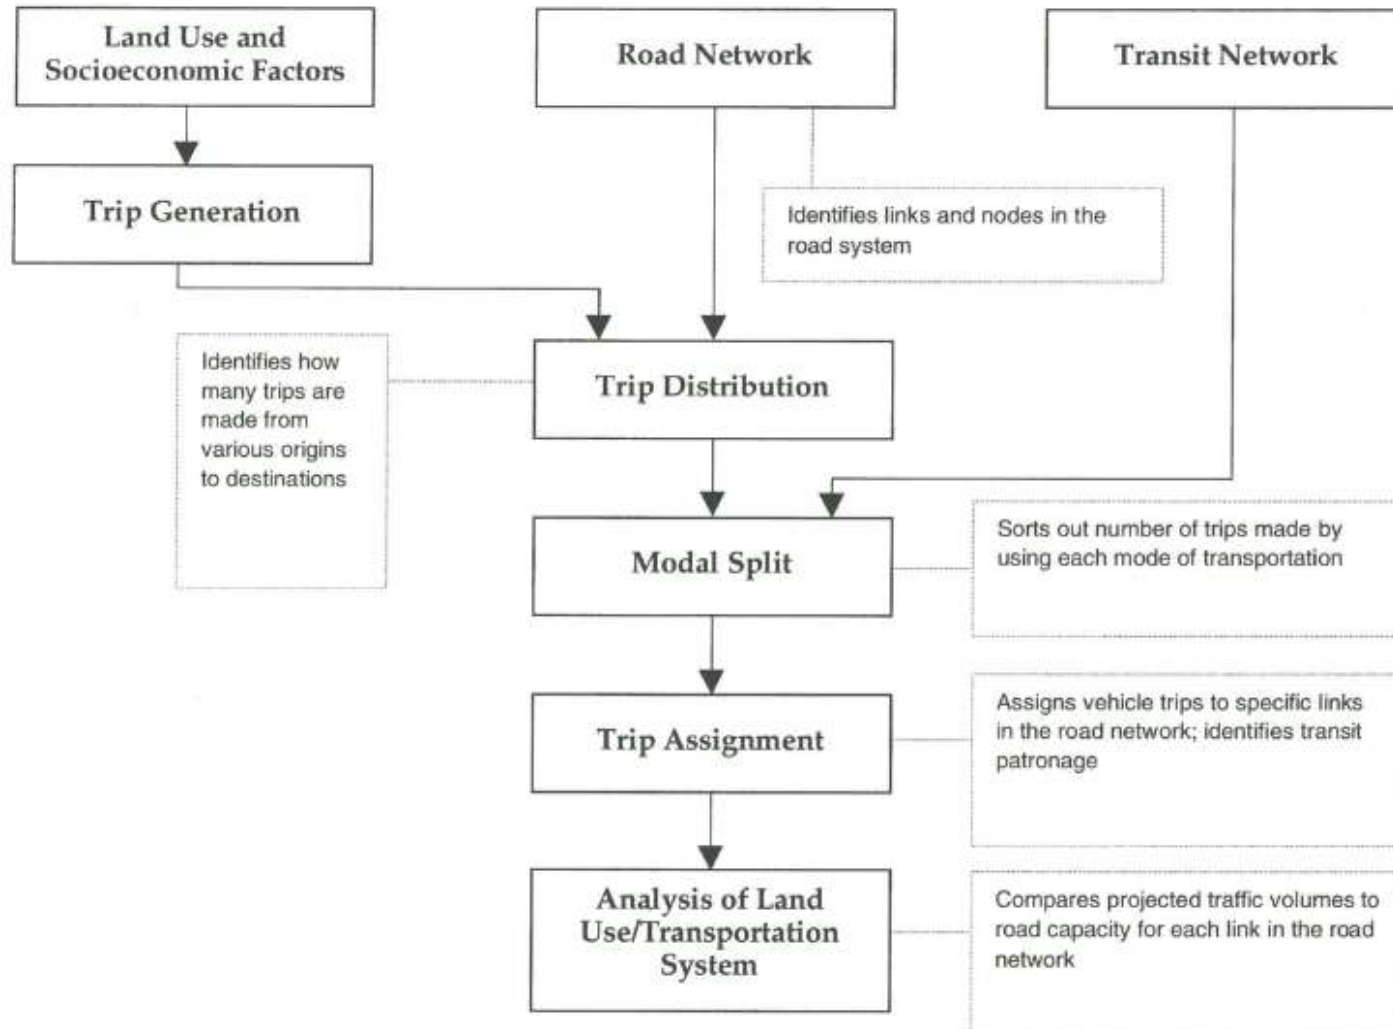 Land Use and
Socioeconomic Factors
Road Network
Transit Network
Trip Generation
Identifies links and nodes in the
road system
Identifies how
many trips are
made from
various origins
to destinations
Trip Distribution
Modal Split
Sorts out number of trips made by
using each mode of transportation
Trip Assignment
Assigns vehicle trips to specific links
in the road network; identifies transit
patronage
Analysis of Land
Use/Transportation
System
Compares projected traffic volumes to
road capacity for each link in the road
network